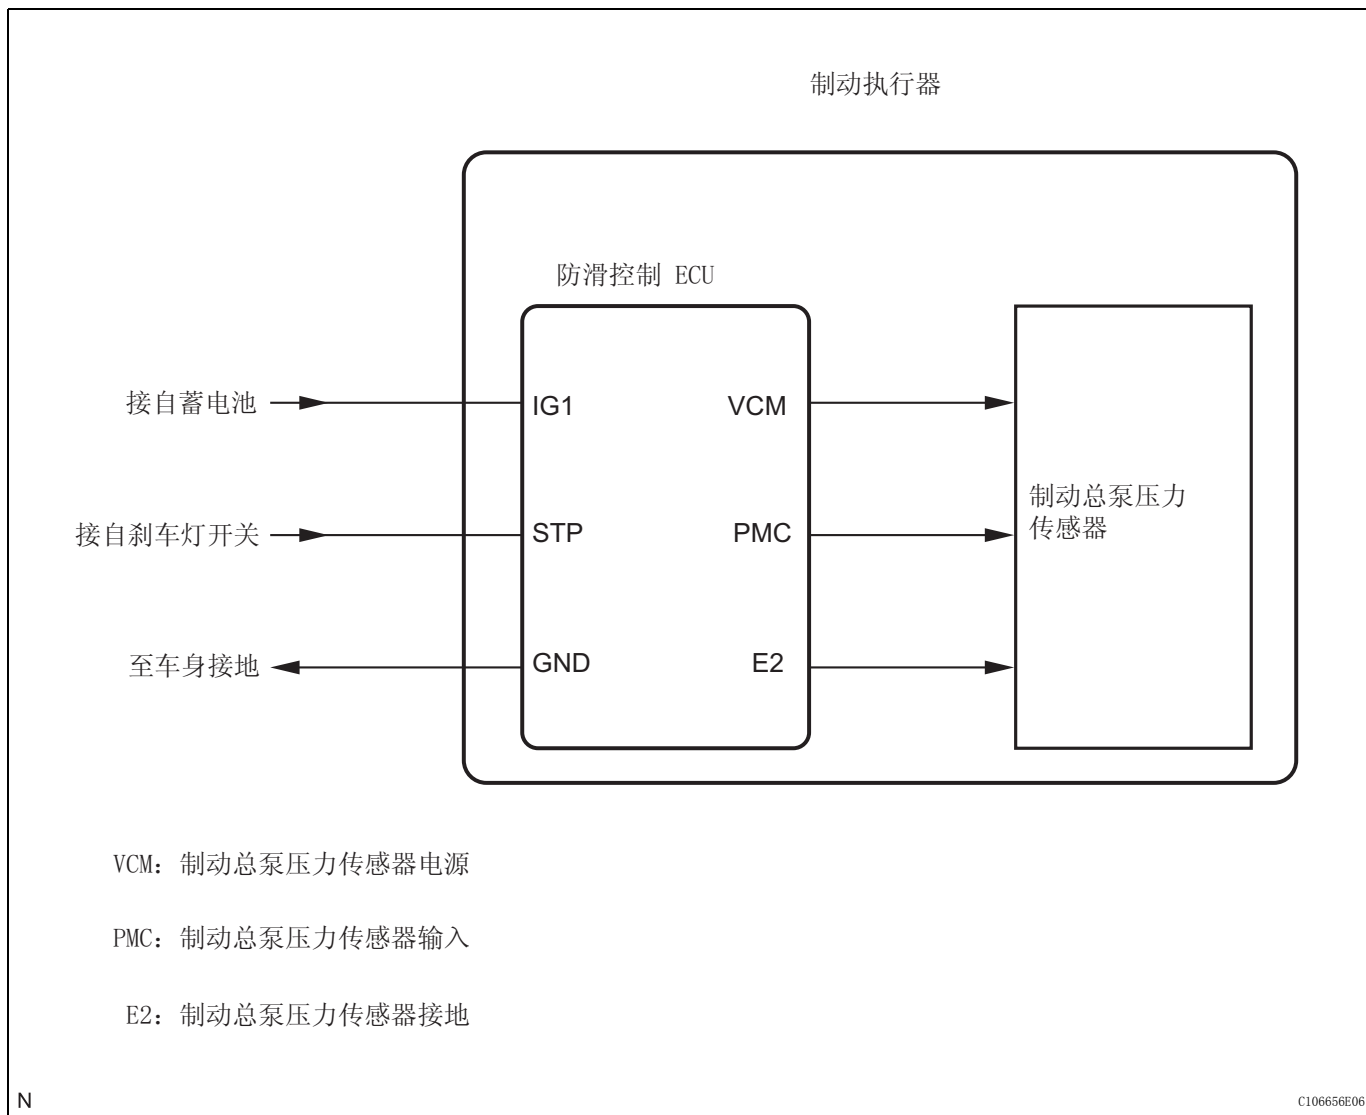 制动执行器
防滑控制 ECU
接自蓄电池
IG1
VCM
制动总泵压力
传感器
接自刹车灯开关
STP
PMC
至车身接地
GND
E2
VCM：制动总泵压力传感器电源
PMC：制动总泵压力传感器输入
E2：制动总泵压力传感器接地
N
C106656E06